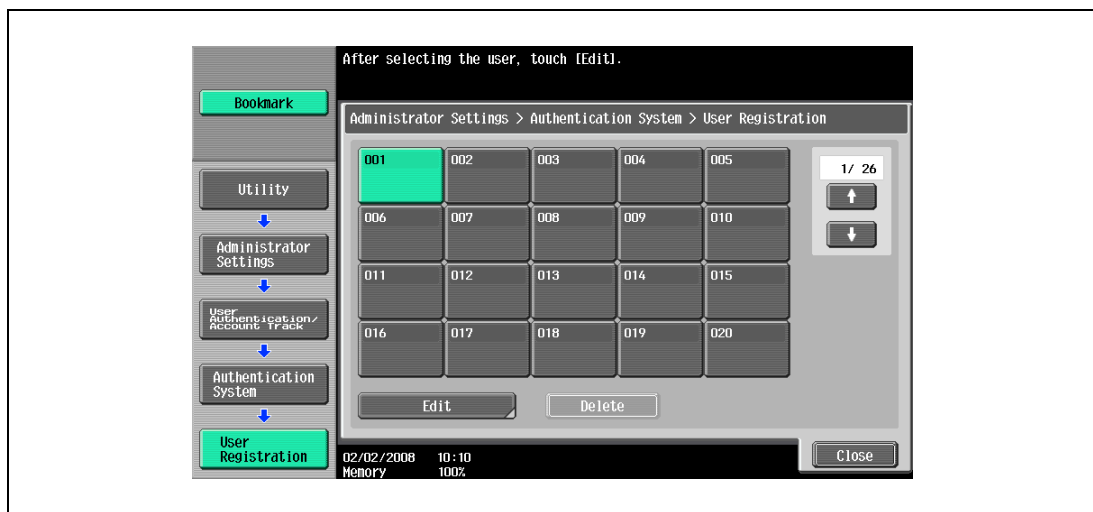 After selecting the user, touch [Edit].
Bookmark
Administrator Settings > Authentication System > User Registration
001 002 003 004 005
1/ 26
Utility
006 007 008 009 010
Administrator
Settings
011 012 013 014 015
User
Authentication/
Account Track
016 017 018 019 020
Authentication
System
Edit Delete
User
Registration
02/02/2008 10:10
Memory 100%
Close